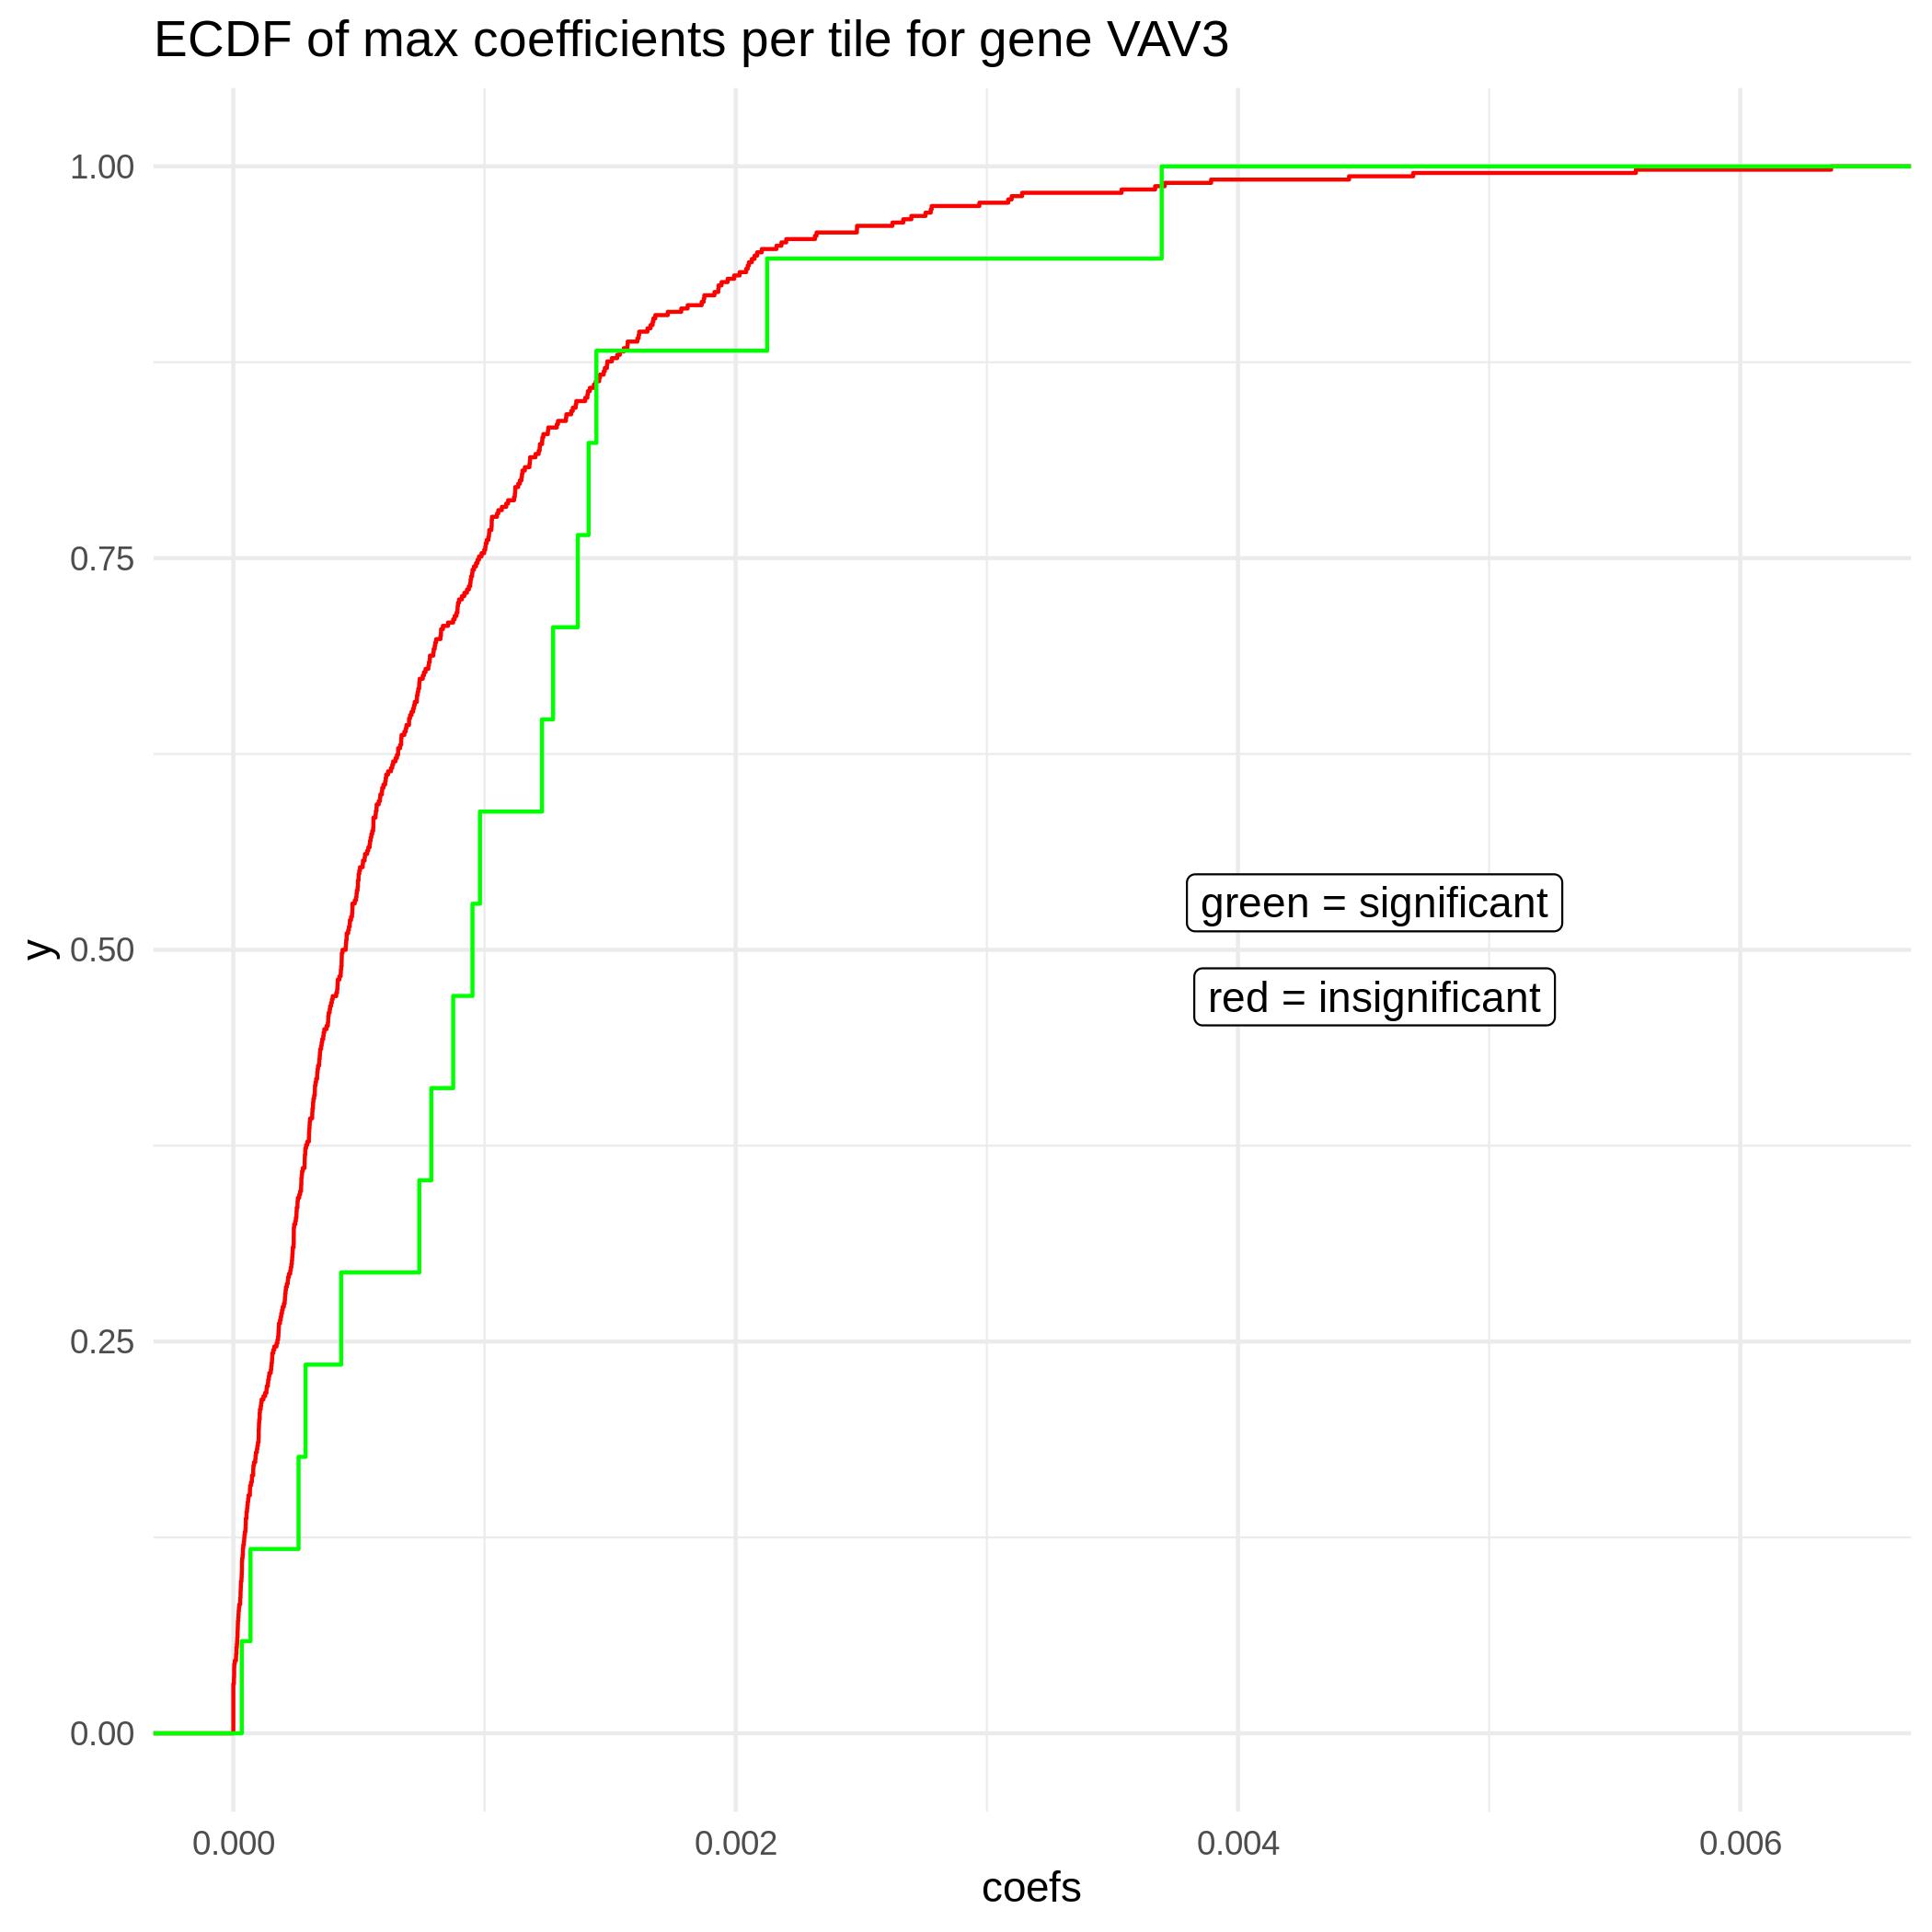 ECDF of max coefficients per tile for gene VAV3
1.00
0.75
0.50
0.25
0.00
y
green = significant
red = insignificant
0.000 0.002 0.004 0.006
coefs